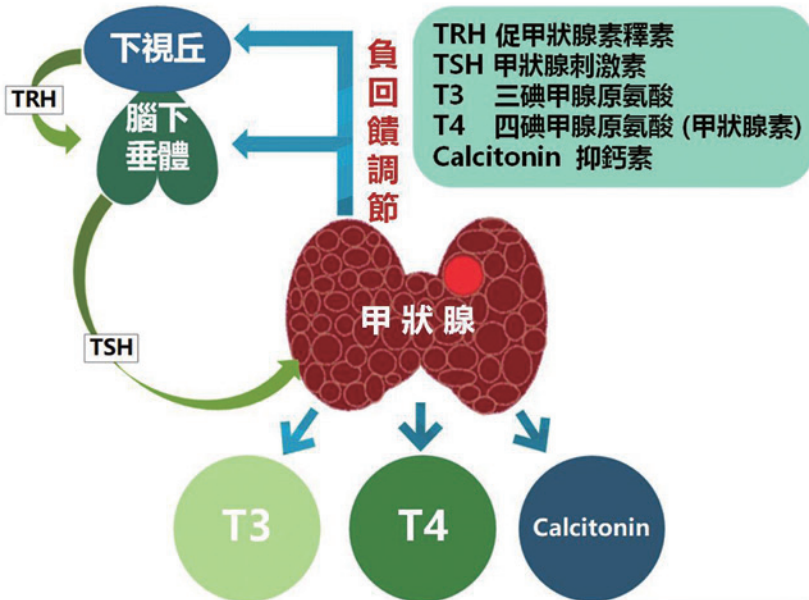 下視丘
TRH
腦下
垂體
TSH
負回饋調節
TRH 促甲狀腺素釋素
TSH 甲狀腺刺激素
T3 三碘甲腺原氨酸
T4 四碘甲腺原氨酸 (甲狀腺素)
Calcitonin 抑鈣素
甲狀腺
T3
T4
Calcitonin